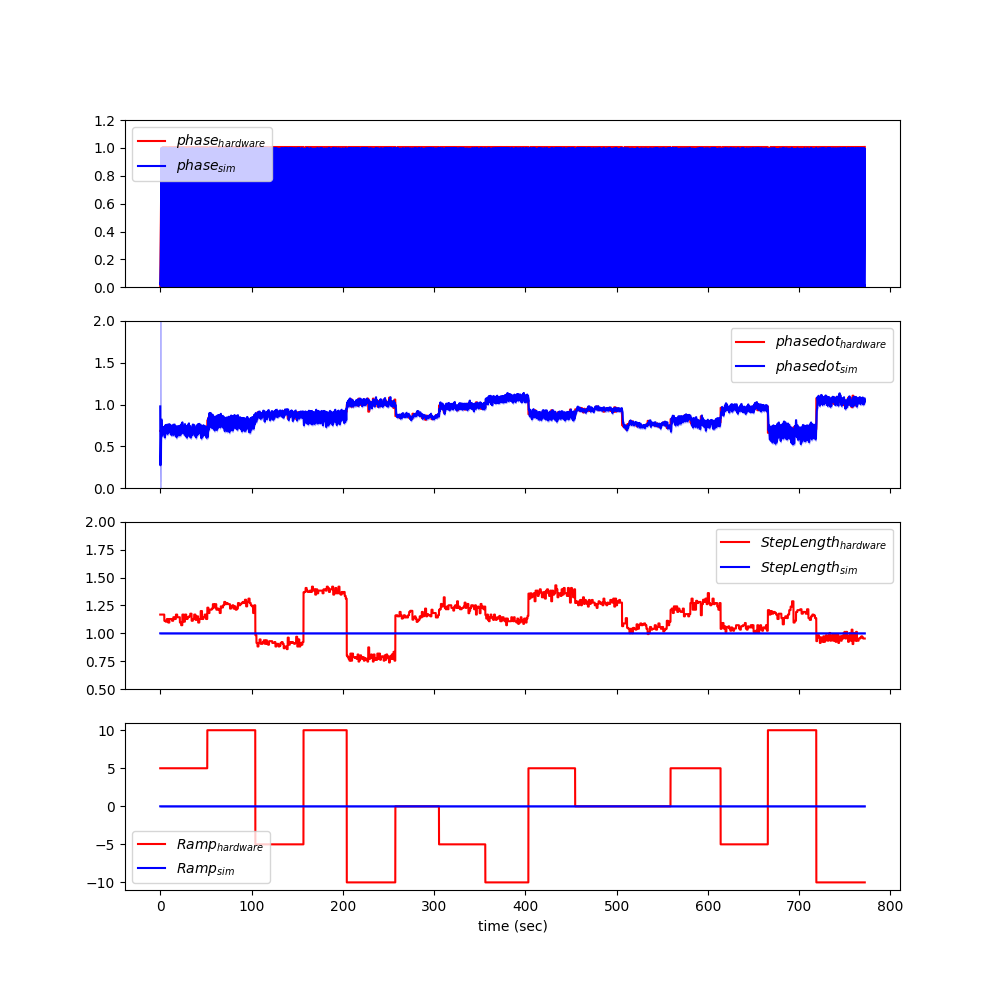 1.2
1.0
0.8
0.6
0.4
0.2
0.0
phase_hardware
phase_sim
2.0
1.5
1.0
0.5
0.0
phasedot_hardware
phasedot_sim
2.00
1.75
1.50
1.25
1.00
0.75
0.50
StepLength_hardware
StepLength_sim
10
5
0
−5
−10
Ramp_hardware
Ramp_sim
0 100 200 300 400 500 600 700 800
time (sec)